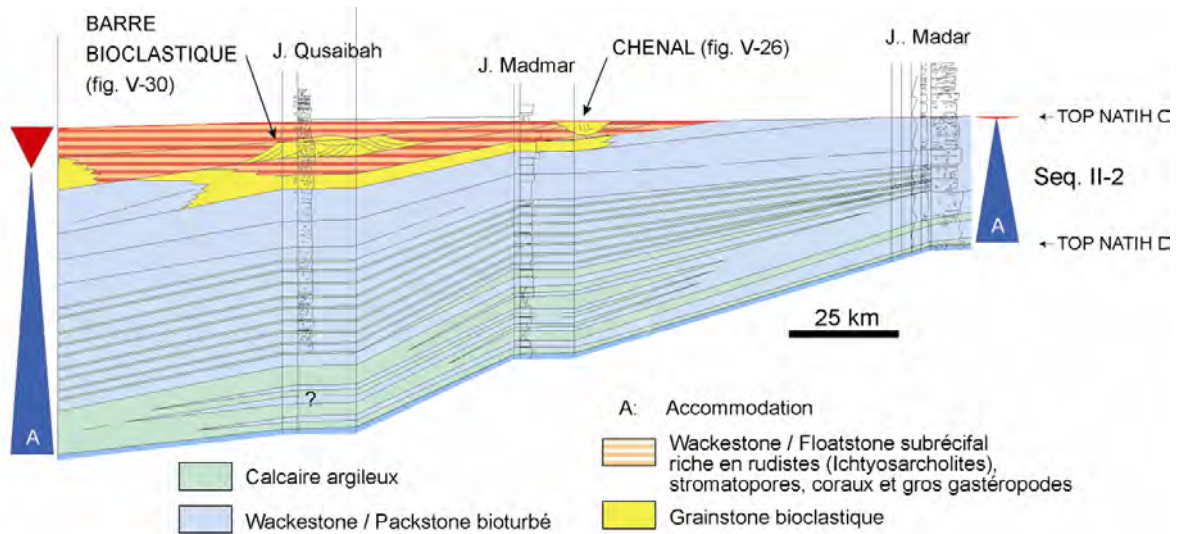 BARRE
BIOCLASTIQUE
(fig. V-30)
J. Qusaibah
J. Madmar
CHENAL (fig. V-26)
J.. Madar
TOP NATIH
Seq. II-2
A
A
TOP NATIH
25 km
?
A: Accommodation
Wackestone / Floatstone subrécifal
riche en rudistes (Ichtyosarcholites),
stromatopores, coraux et gros gastéropodes
Calcaire argileux
Wackestone / Packstone bioturbé
Grainstone bioclastique